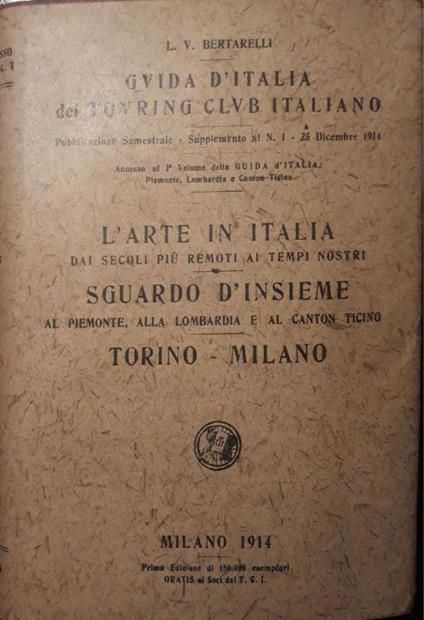 L. V. BERTARELLI
GVIDA D'ITALIA
del TOVRING CLVB ITALIANO
Pubblicazione Semestrale - Supplemento al N. 1 - 25 Dicembre 1914
Annesso al 1° Volume della GUIDA d'ITALIA:
Piemonte, Lombardia e Canton Ticino
L'ARTE IN ITALIA
DAI SECOLI PIÙ REMOTI AI TEMPI NOSTRI
SGUARDO D'INSIEME
AL PIEMONTE, ALLA LOMBARDIA E AL CANTON TICINO
TORINO - MILANO
MILANO 1914
Prima Edizione di 150.000 esemplari
GRATIS ai Soci del T. C. I.